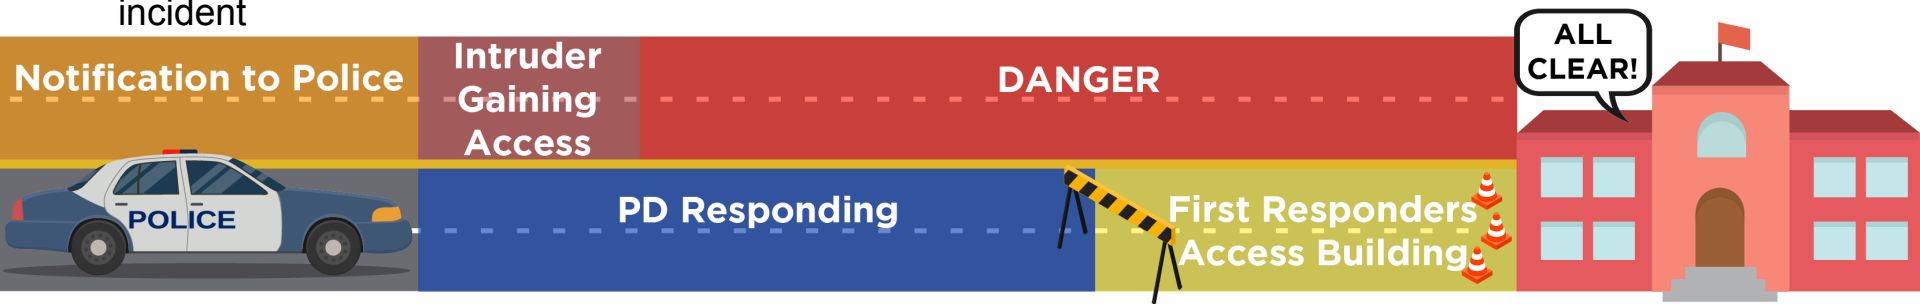 incident
Notification to Police
Intruder
Gaining
Access
DANGER
ALL
CLEAR!
POLICE
PD Responding
First Responders
Access Building